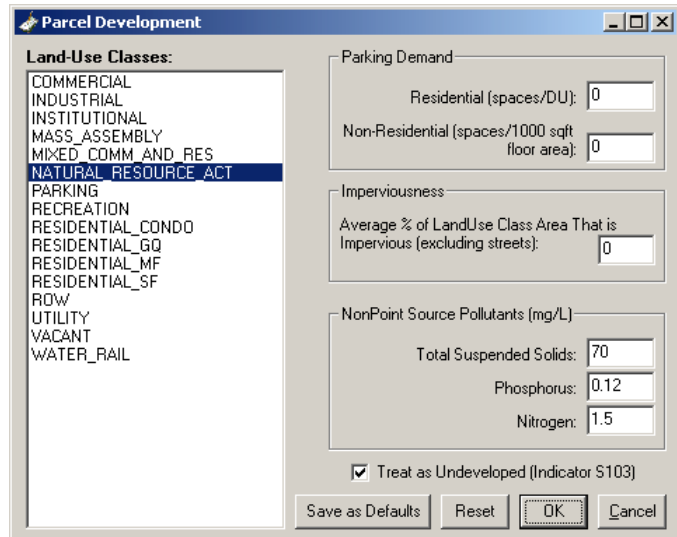 Parcel Development
Land-Use Classes:
COMMERCIAL
INDUSTRIAL
INSTITUTIONAL
MASS_ASSEMBLY
MIXED_COMM_AND_RES
NATURAL_RESOURCE_ACT
PARKING
RECREATION
RESIDENTIAL_CONDO
RESIDENTIAL_GQ
RESIDENTIAL_MF
RESIDENTIAL_SF
ROW
UTILITY
VACANT
WATER_RAIL
Parking Demand
Residential (spaces/DU): 0
Non-Residential (spaces/1000 sqft
floor area): 0
Imperviousness
Average % of LandUse Class Area That is
Impervious (excluding streets): 0
NonPoint Source Pollutants (mg/L)
Total Suspended Solids: 70
Phosphorus: 0.12
Nitrogen: 1.5
Treat as Undeveloped (Indicator S103)
Save as Defaults Reset OK Cancel